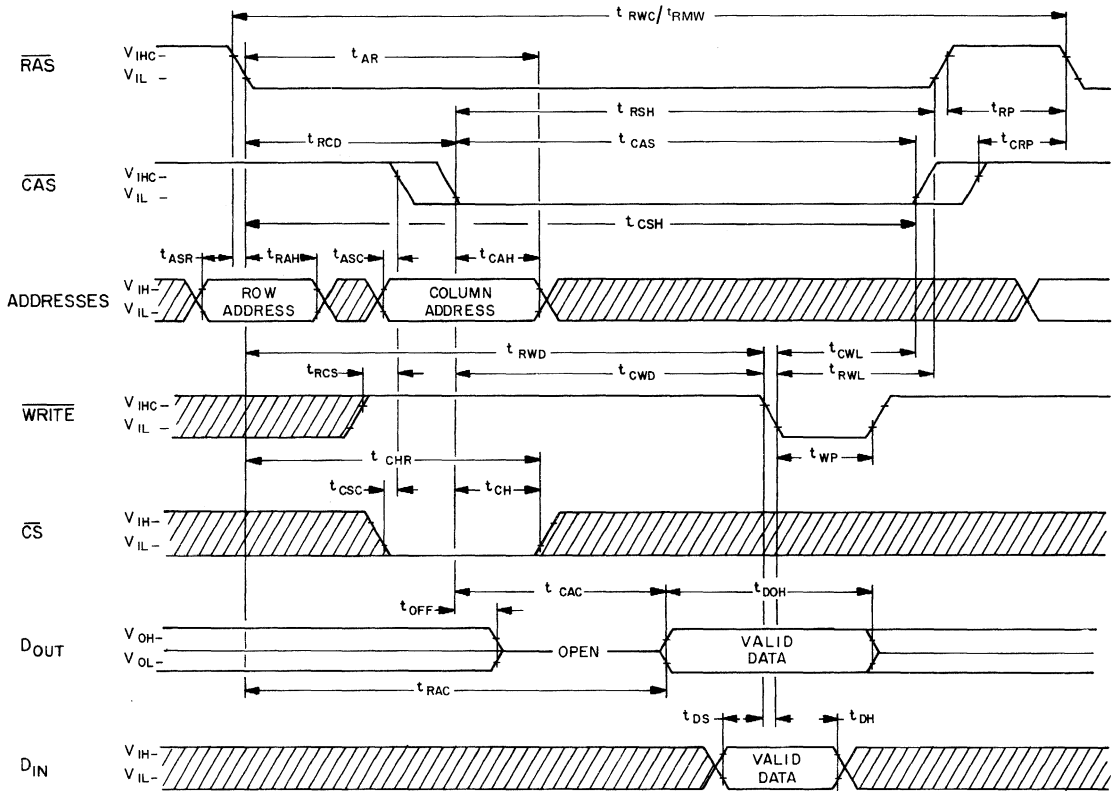 t RWC/ tRMW
RAS
V IHC
V IL
t AR
t RSH
t RP
t RCD
t CAS
t CRP
CAS
V IHC
V IL
t CSH
t ASR
t RAH
t ASC
t CAH
ADDRESSES
V IH
V IL
ROW ADDRESS
COLUMN ADDRESS
t RWD
t CWL
t RCS
t CWD
t RWL
WRITE
V IHC
V IL
t CHR
t WP
t CSC
t CH
CS
V IH
V IL
t CAC
t DOH
t OFF
D OUT
V OH
V OL
OPEN
VALID DATA
t RAC
t DS
t DH
D IN
V IH
V IL
VALID DATA